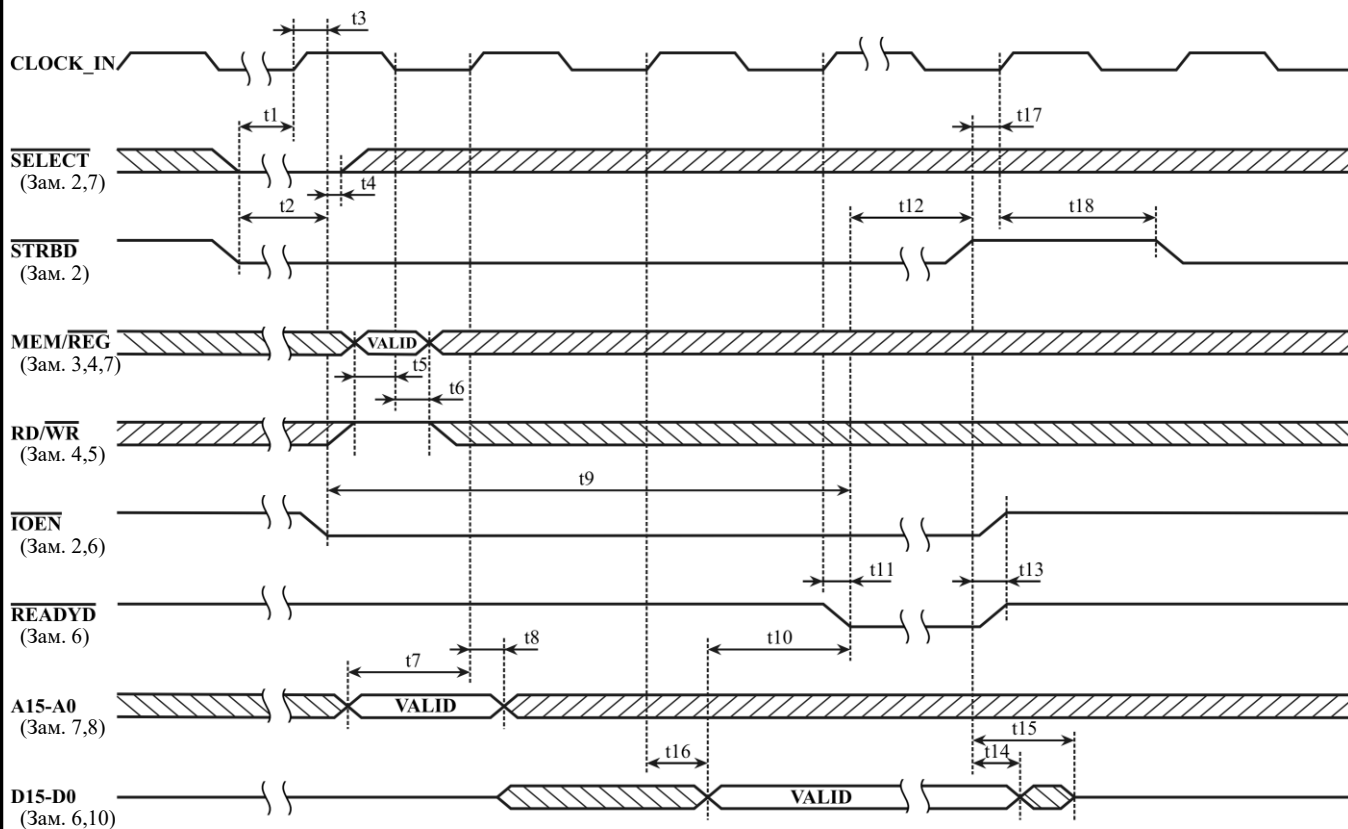 t3
CLOCK_IN
t1
t17
SELECT
(Зам. 2,7)
t4
t2
t12
t18
STRBD
(Зам. 2)
MEM/REG
VALID
(Зам. 3,4,7)
t5
t6
RD/WR
(Зам. 4,5)
t9
IOEN
(Зам. 2,6)
t11
t13
READYD
(Зам. 6)
t10
t8
t7
A15-A0
VALID
(Зам. 7,8)
t15
t16
t14
D15-D0
VALID
(Зам. 6,10)